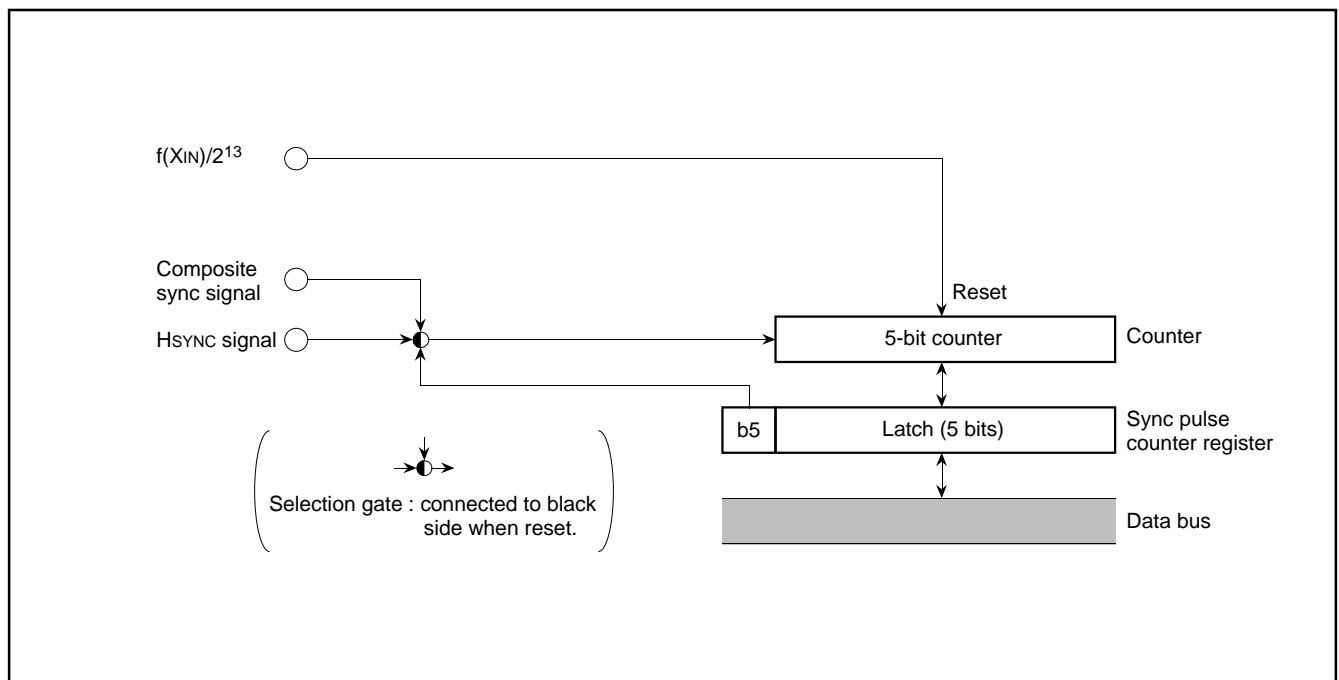 f(XIN)/2¹³
Composite
sync signal
HSYNC signal
Reset
5-bit counter
Counter
b5
Latch (5 bits)
Sync pulse
counter register
Selection gate : connected to black
side when reset.
Data bus